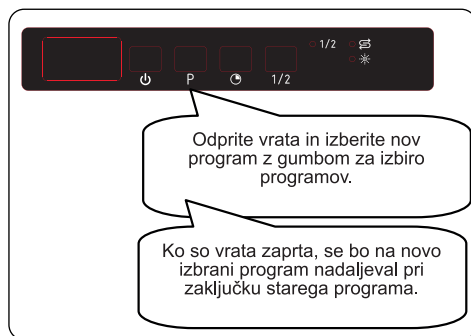 1/2
P
1/2
Odprite vrata in izberite nov
program z gumbom za izbiro
programov.
Ko so vrata zaprta, se bo na novo
izbrani program nadaljeval pri
zaključku starega programa.